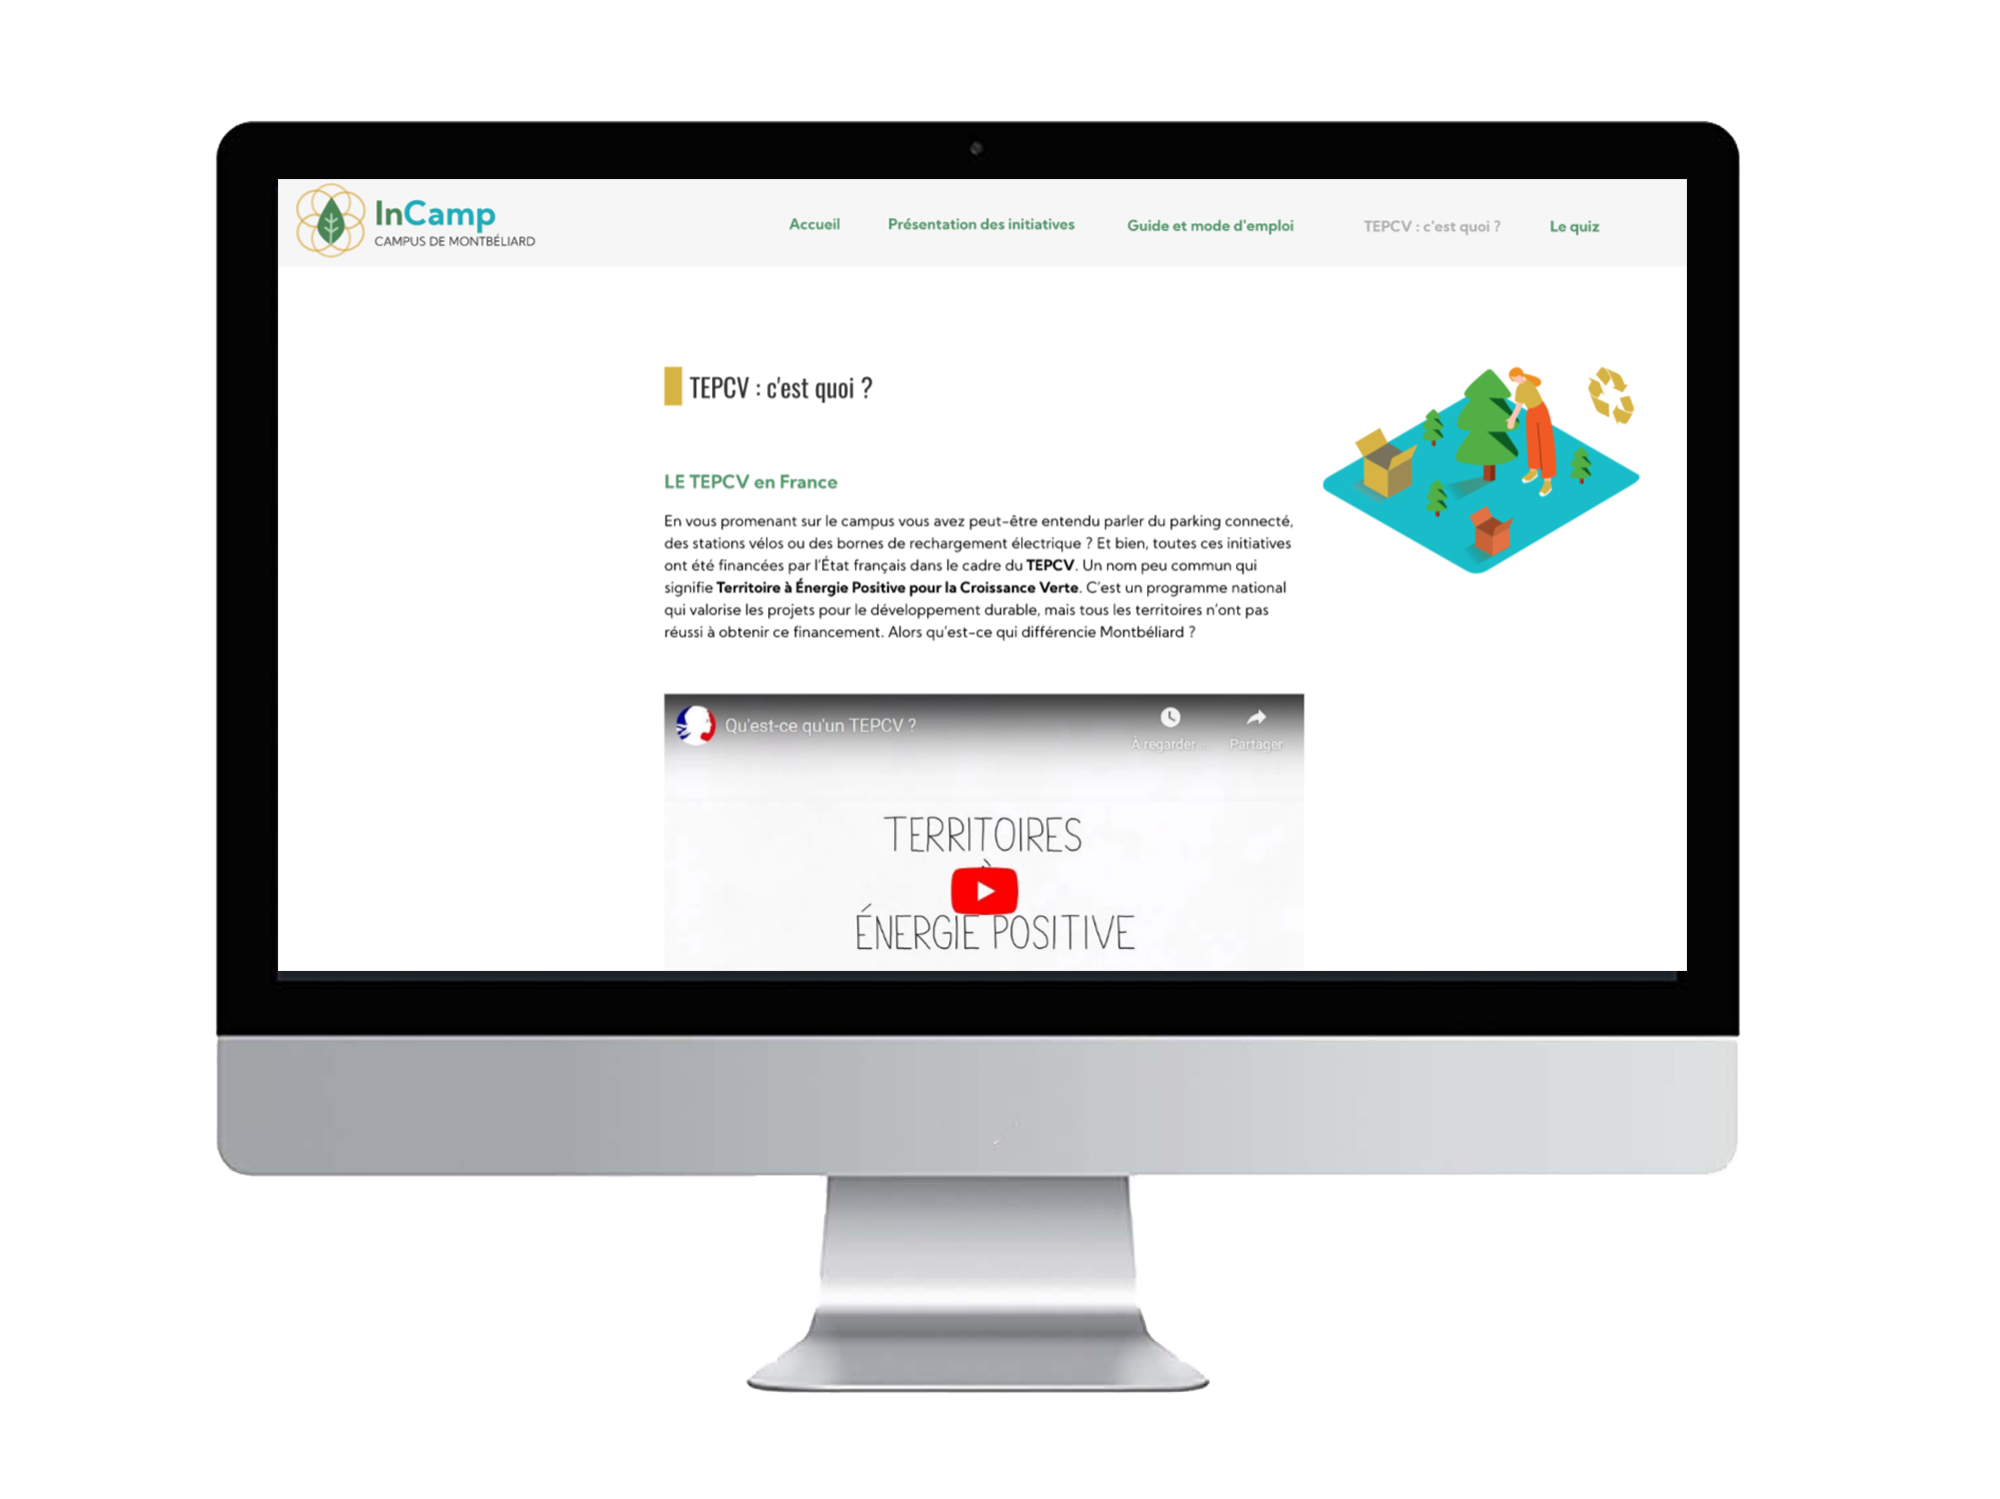 InCamp
CAMPUS DE MONTBÉLIARD
Accueil
Présentation des initiatives
Guide et mode d'emploi
TEPCV : c'est quoi ?
Le quiz
TEPCV : c'est quoi ?
LE TEPCV en France
En vous promenant sur le campus vous avez peut-être entendu parler du parking connecté,
des stations vélos ou des bornes de rechargement électrique ? Et bien, toutes ces initiatives
ont été financées par l'État français dans le cadre du TEPCV. Un nom peu commun qui
signifie Territoire à Énergie Positive pour la Croissance Verte. C'est un programme national
qui valorise les projets pour le développement durable, mais tous les territoires n'ont pas
réussi à obtenir ce financement. Alors qu'est-ce qui différencie Montbéliard ?
Qu'est-ce qu'un TEPCV ?
À regarder ...
Partager
TERRITOIRES
ÉNERGIE POSITIVE